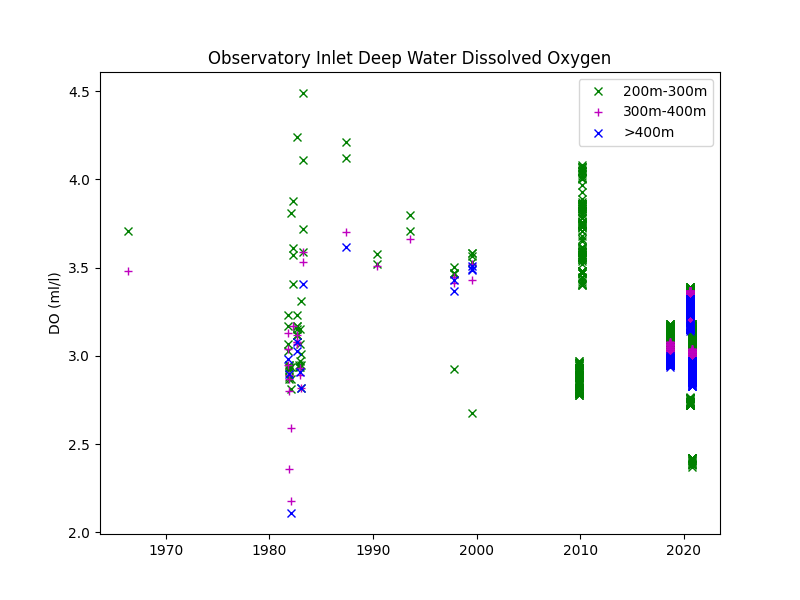 Observatory Inlet Deep Water Dissolved Oxygen
200m-300m
300m-400m
>400m
DO (ml/l)
4.5
4.0
3.5
3.0
2.5
2.0
1970 1980 1990 2000 2010 2020